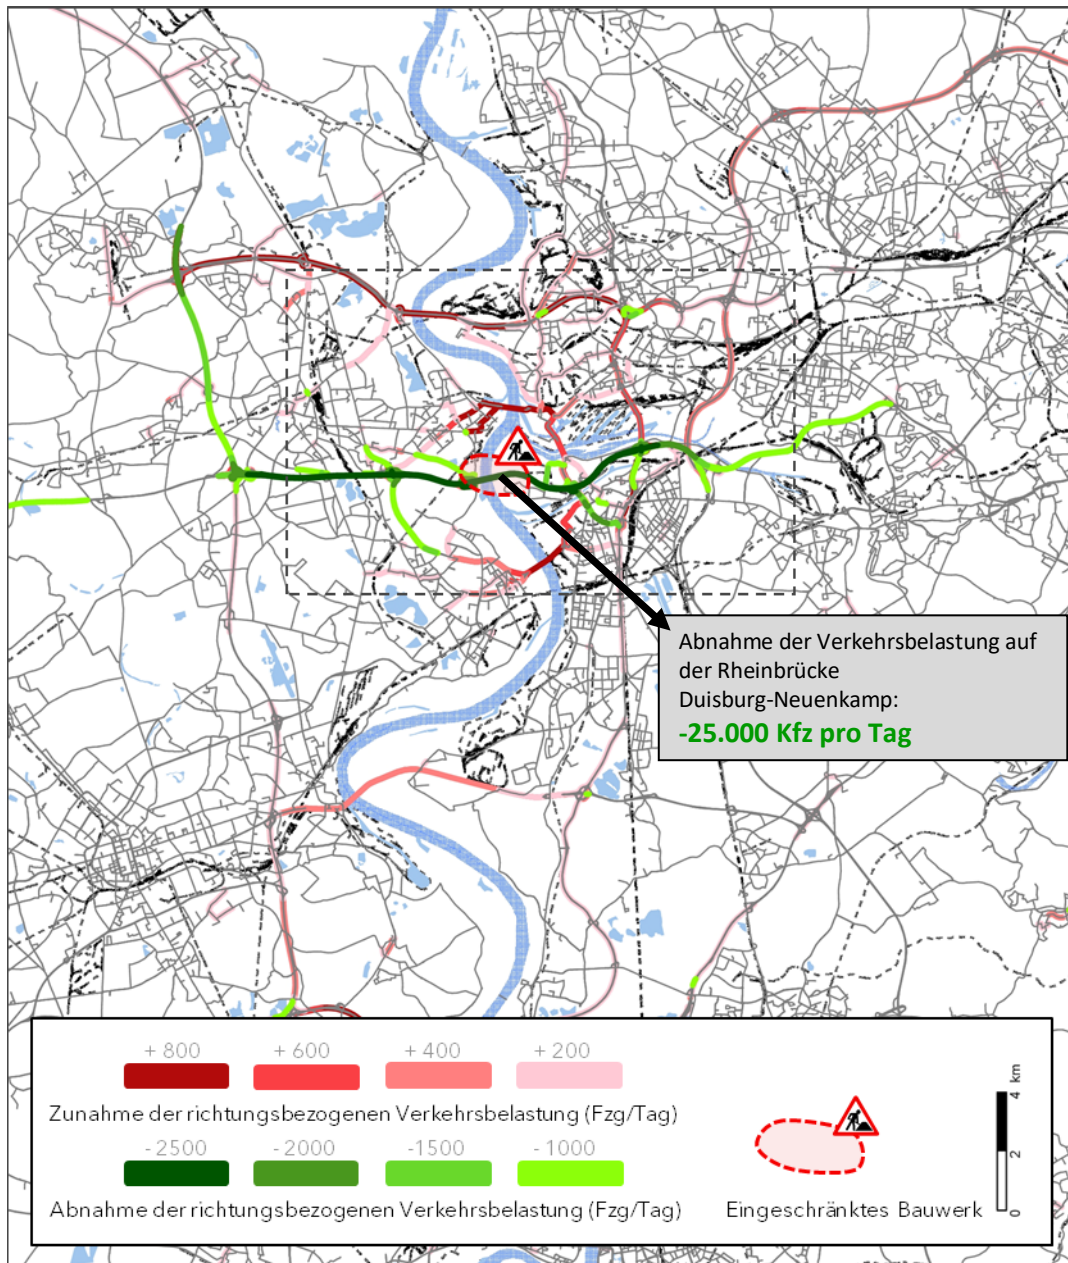 Abnahme der Verkehrsbelastung auf
der Rheinbrücke
Duisburg-Neuenkamp:
-25.000 Kfz pro Tag
+ 800 + 600 + 400 + 200
Zunahme der richtungsbezogenen Verkehrsbelastung (Fzg/Tag)
-2500 -2000 -1500 -1000
Abnahme der richtungsbezogenen Verkehrsbelastung (Fzg/Tag)
Eingeschränktes Bauwerk
0 2 4 km